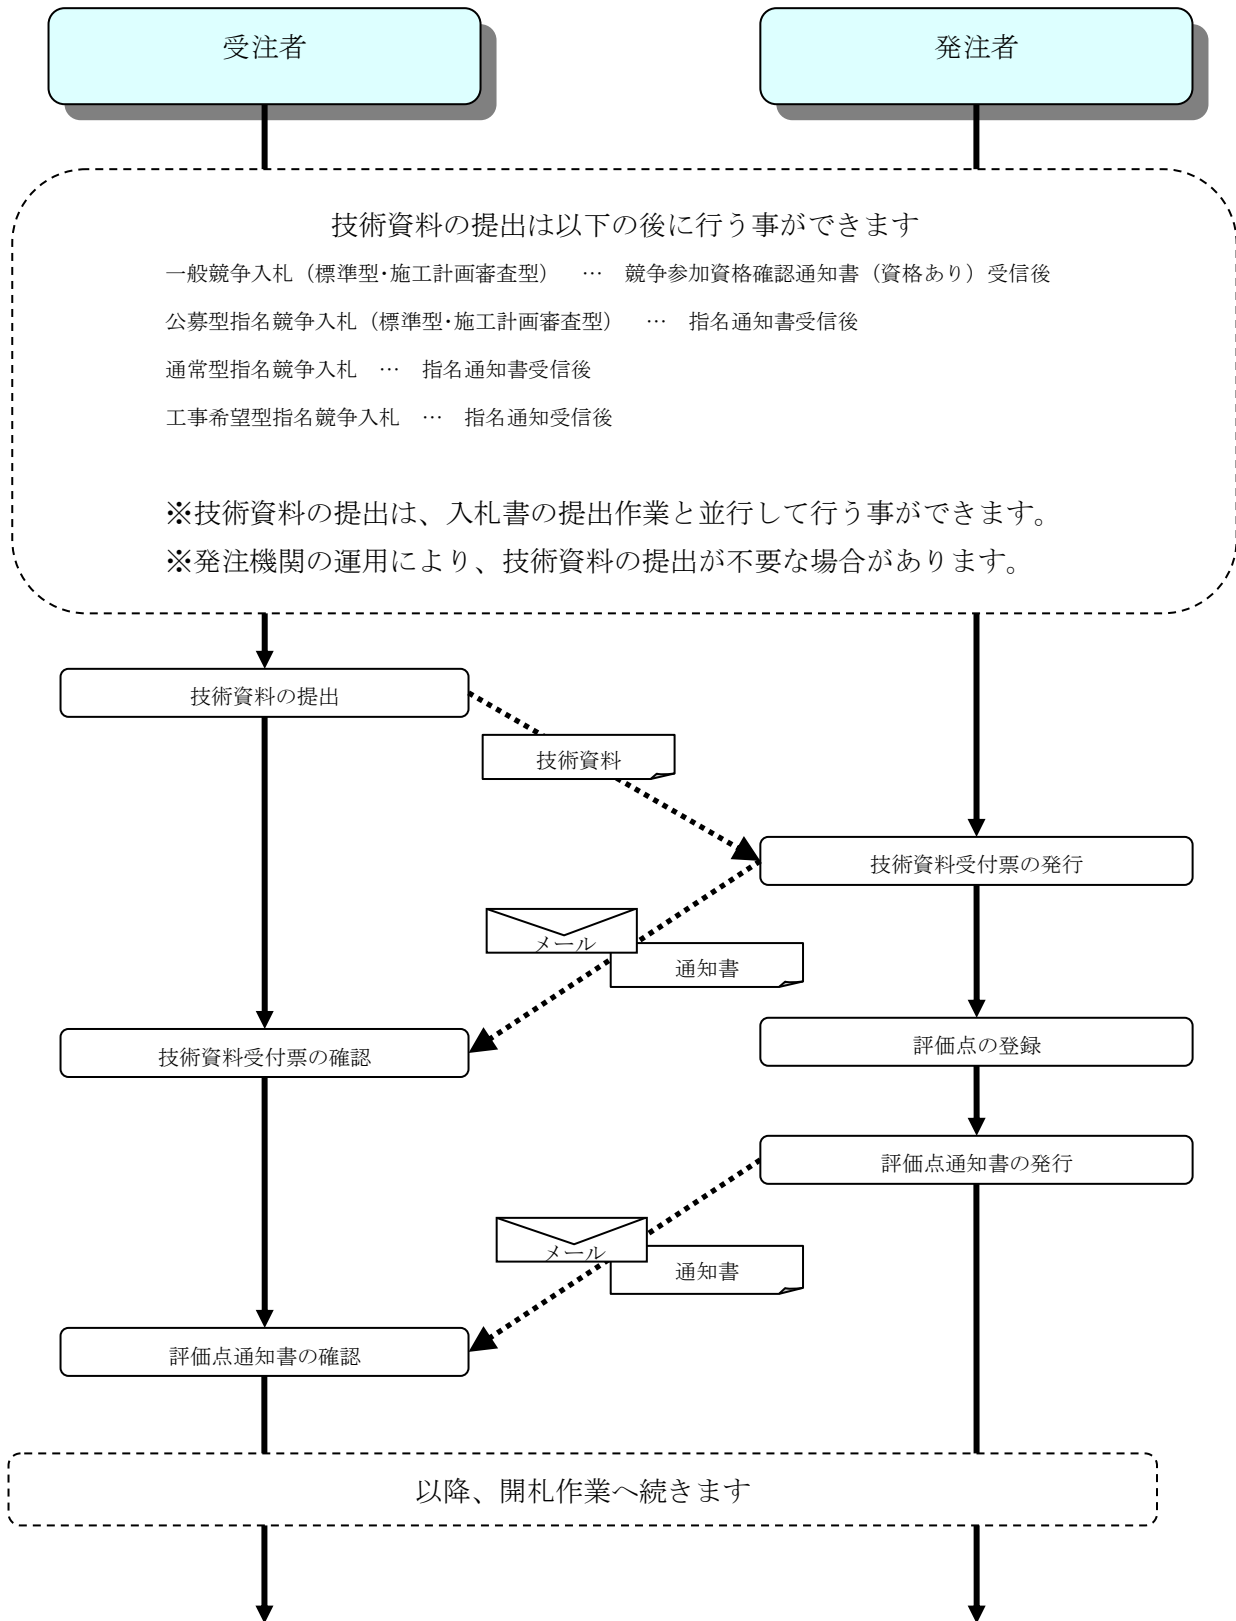 受注者
発注者
技術資料の提出は以下の後に行う事ができます
一般競争入札（標準型･施工計画審査型）　…　競争参加資格確認通知書（資格あり）受信後
公募型指名競争入札（標準型･施工計画審査型）　…　指名通知書受信後
通常型指名競争入札　…　指名通知書受信後
工事希望型指名競争入札　…　指名通知受信後
※技術資料の提出は、入札書の提出作業と並行して行う事ができます。
※発注機関の運用により、技術資料の提出が不要な場合があります。
技術資料の提出
技術資料
技術資料受付票の発行
メール
通知書
技術資料受付票の確認
評価点の登録
評価点通知書の発行
メール
通知書
評価点通知書の確認
以降、開札作業へ続きます